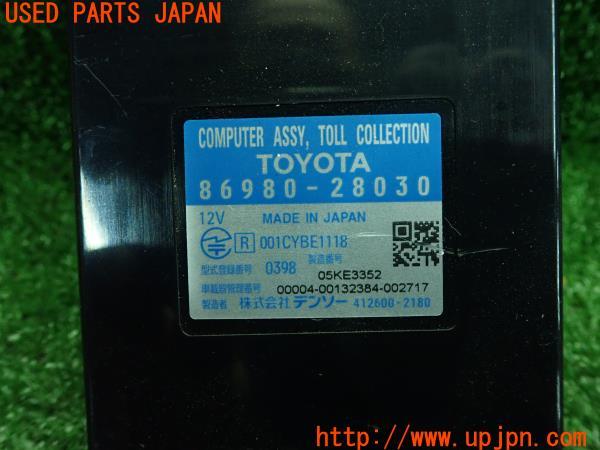 USED PARTS JAPAN
COMPUTER ASSY, TOLL COLLECTION
TOYOTA
86980-28030
12V MADE IN JAPAN
R 001CYBE1118
型式登録番号 0398 製造番号 05KE3352
車載器管理番号 00004-00132384-002717
製造者 株式会社デンソー 412600-2180
http://www.upjpn.com